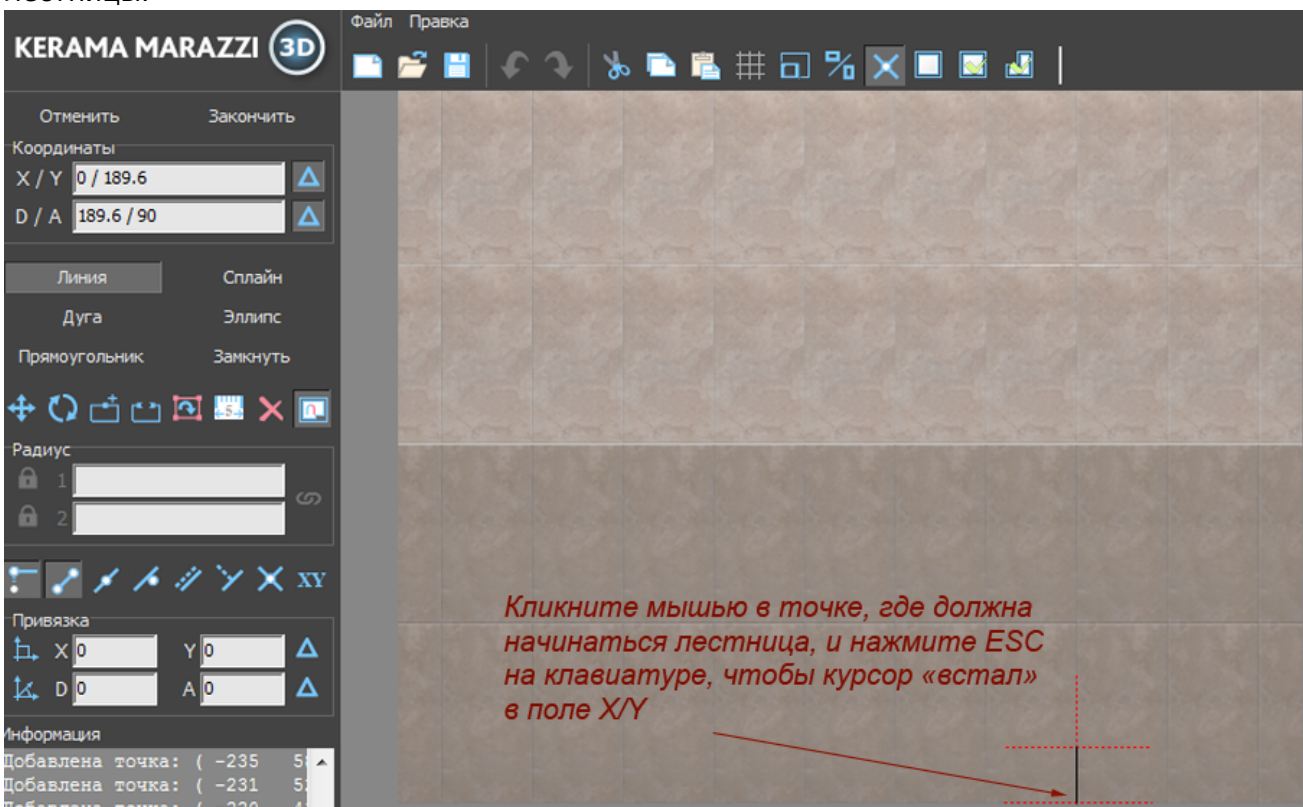 лестницы.
KERAMA MARAZZI 3D
Файл Правка
Отменить Закончить
Координаты
X / Y 0 / 189.6
D / A 189.6 / 90
Линия Сплайн
Дуга Эллипс
Прямоугольник Замкнуть
5
Радиус
1
2
XY
Привязка
X 0 Y 0
D 0 A 0
Информация
Добавлена точка: ( -235
Добавлена точка: ( -231
Кликните мышью в точке, где должна
начинаться лестница, и нажмите ESC
на клавиатуре, чтобы курсор «встал»
в поле X/Y